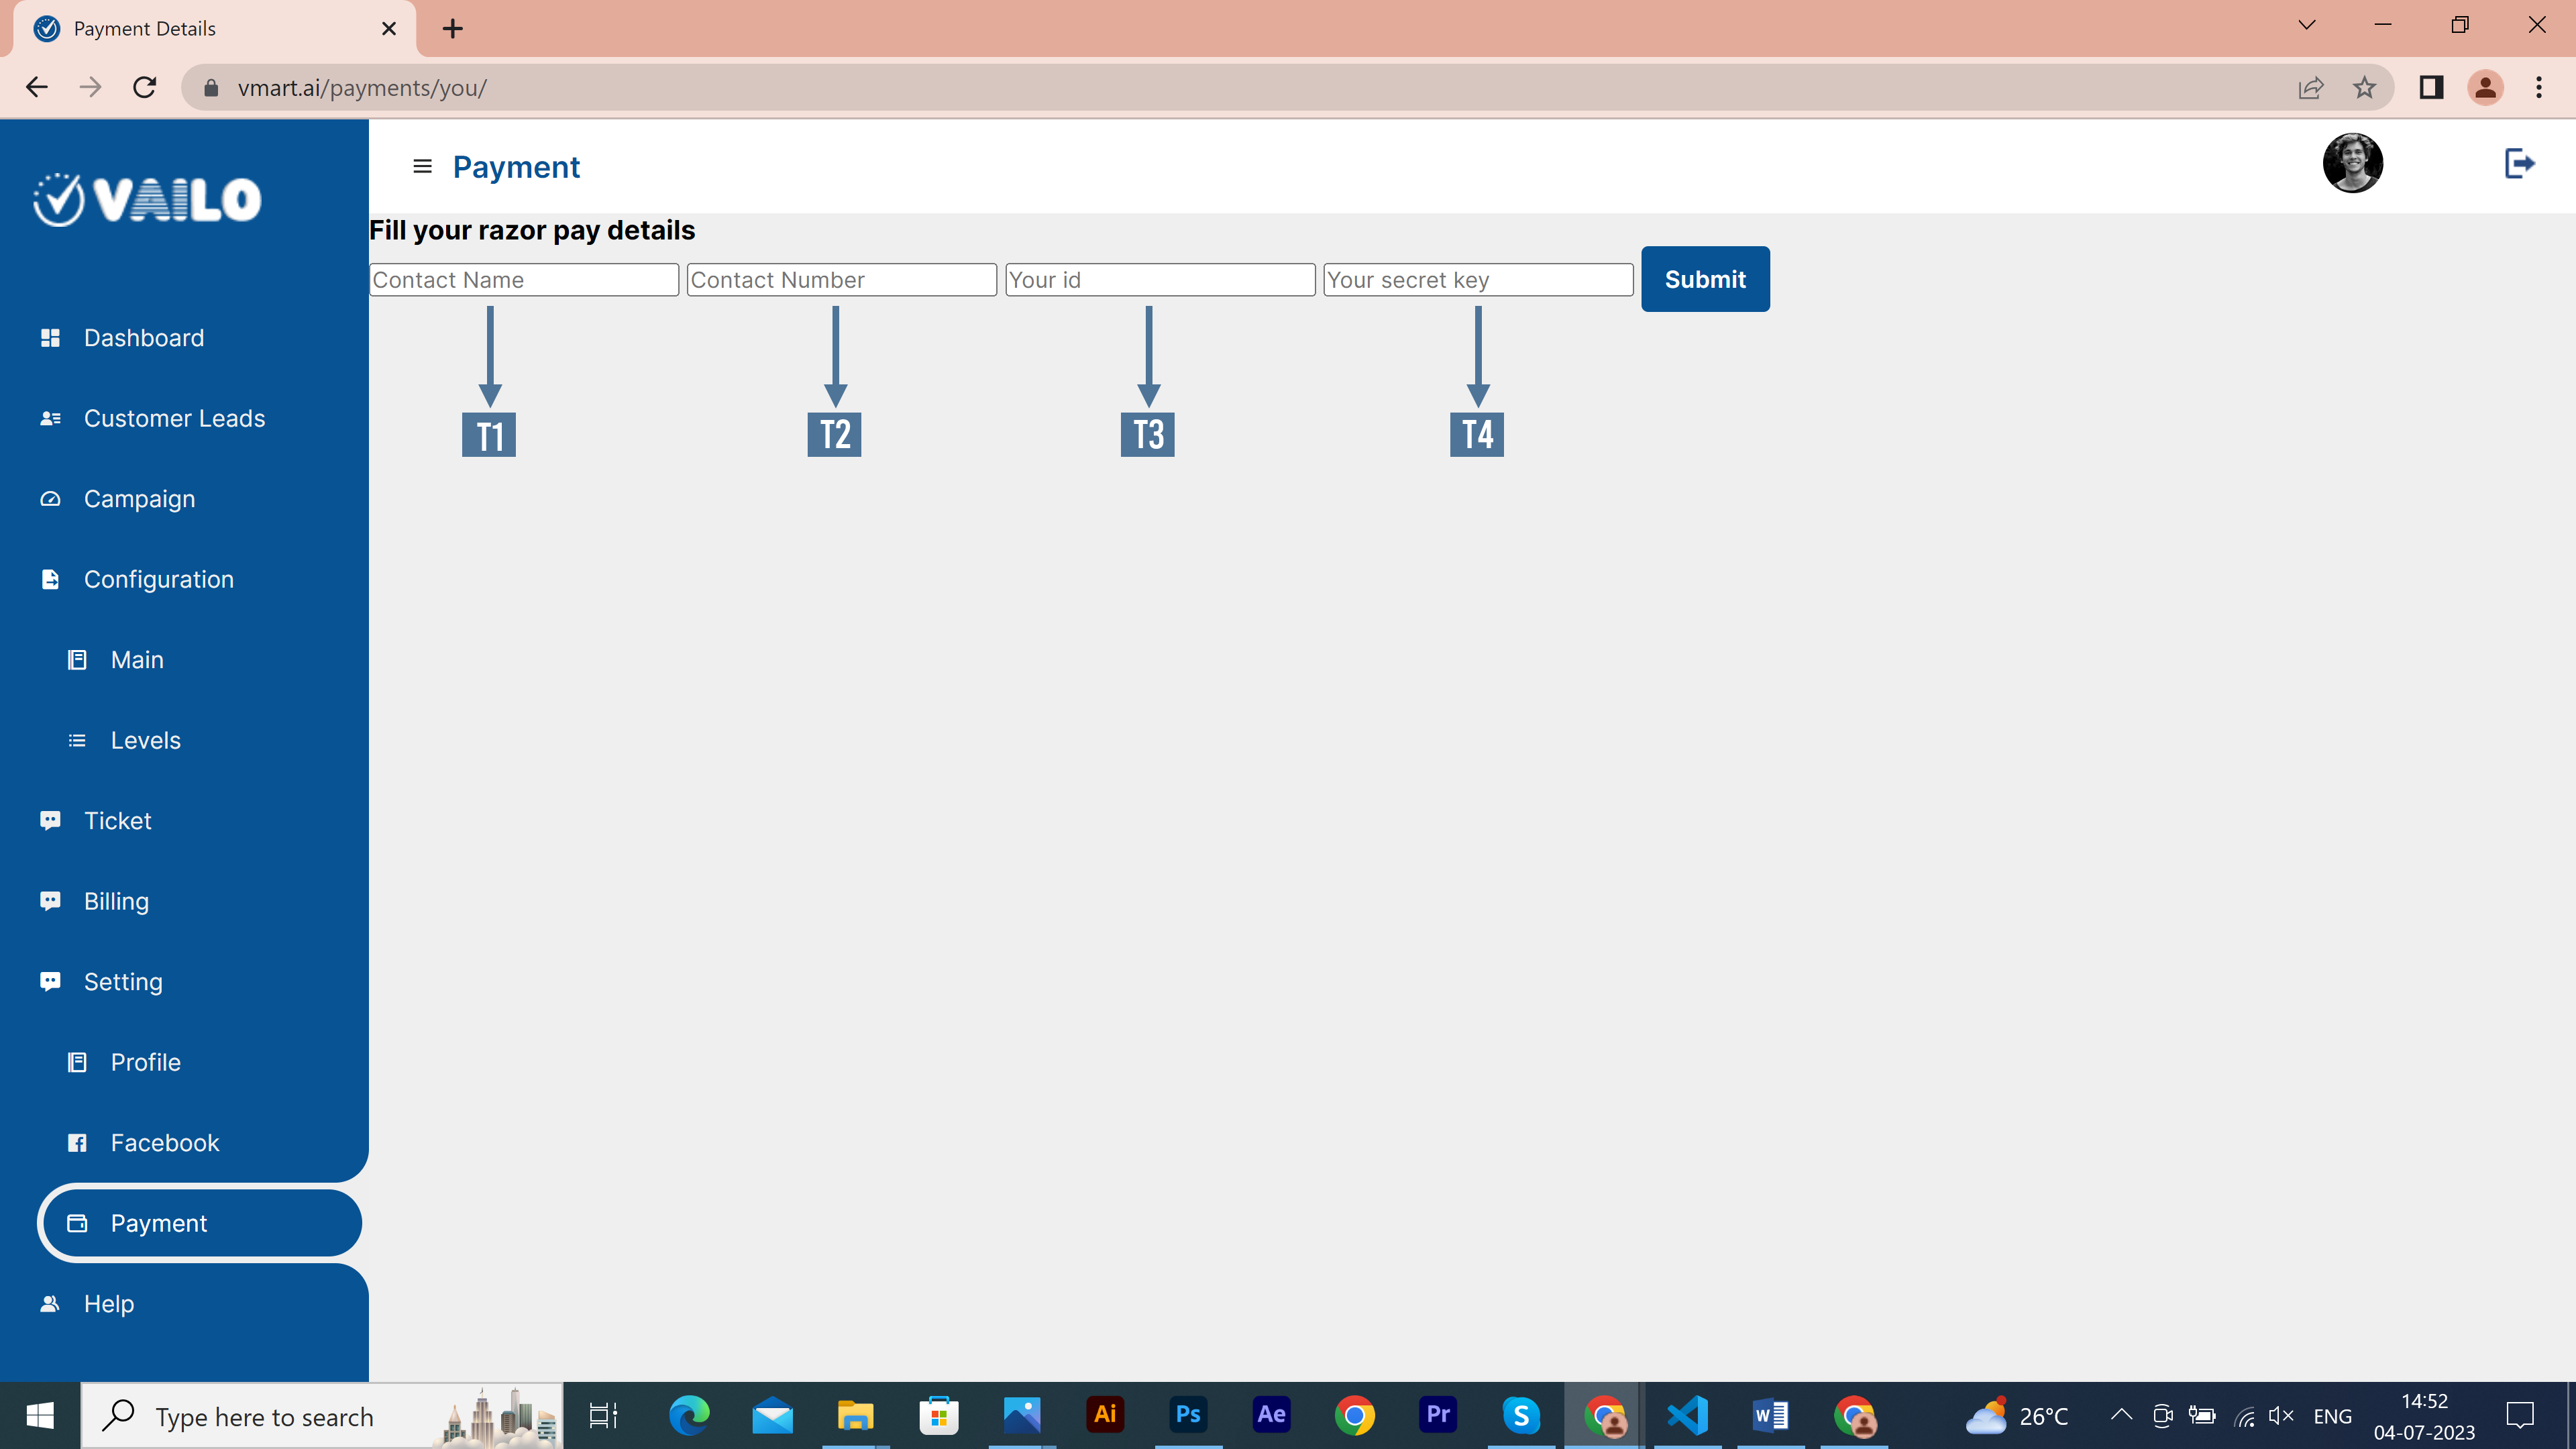 Payment Details
vmart.ai/payments/you/
VAILO
Payment
Fill your razor pay details
Contact Name Contact Number Your id Your secret key Submit
T1 T2 T3 T4
Dashboard
Customer Leads
Campaign
Configuration
Main
Levels
Ticket
Billing
Setting
Profile
Facebook
Payment
Help
Type here to search
Ai Ps Ae Pr S W
26°C
ENG
14:52
04-07-2023